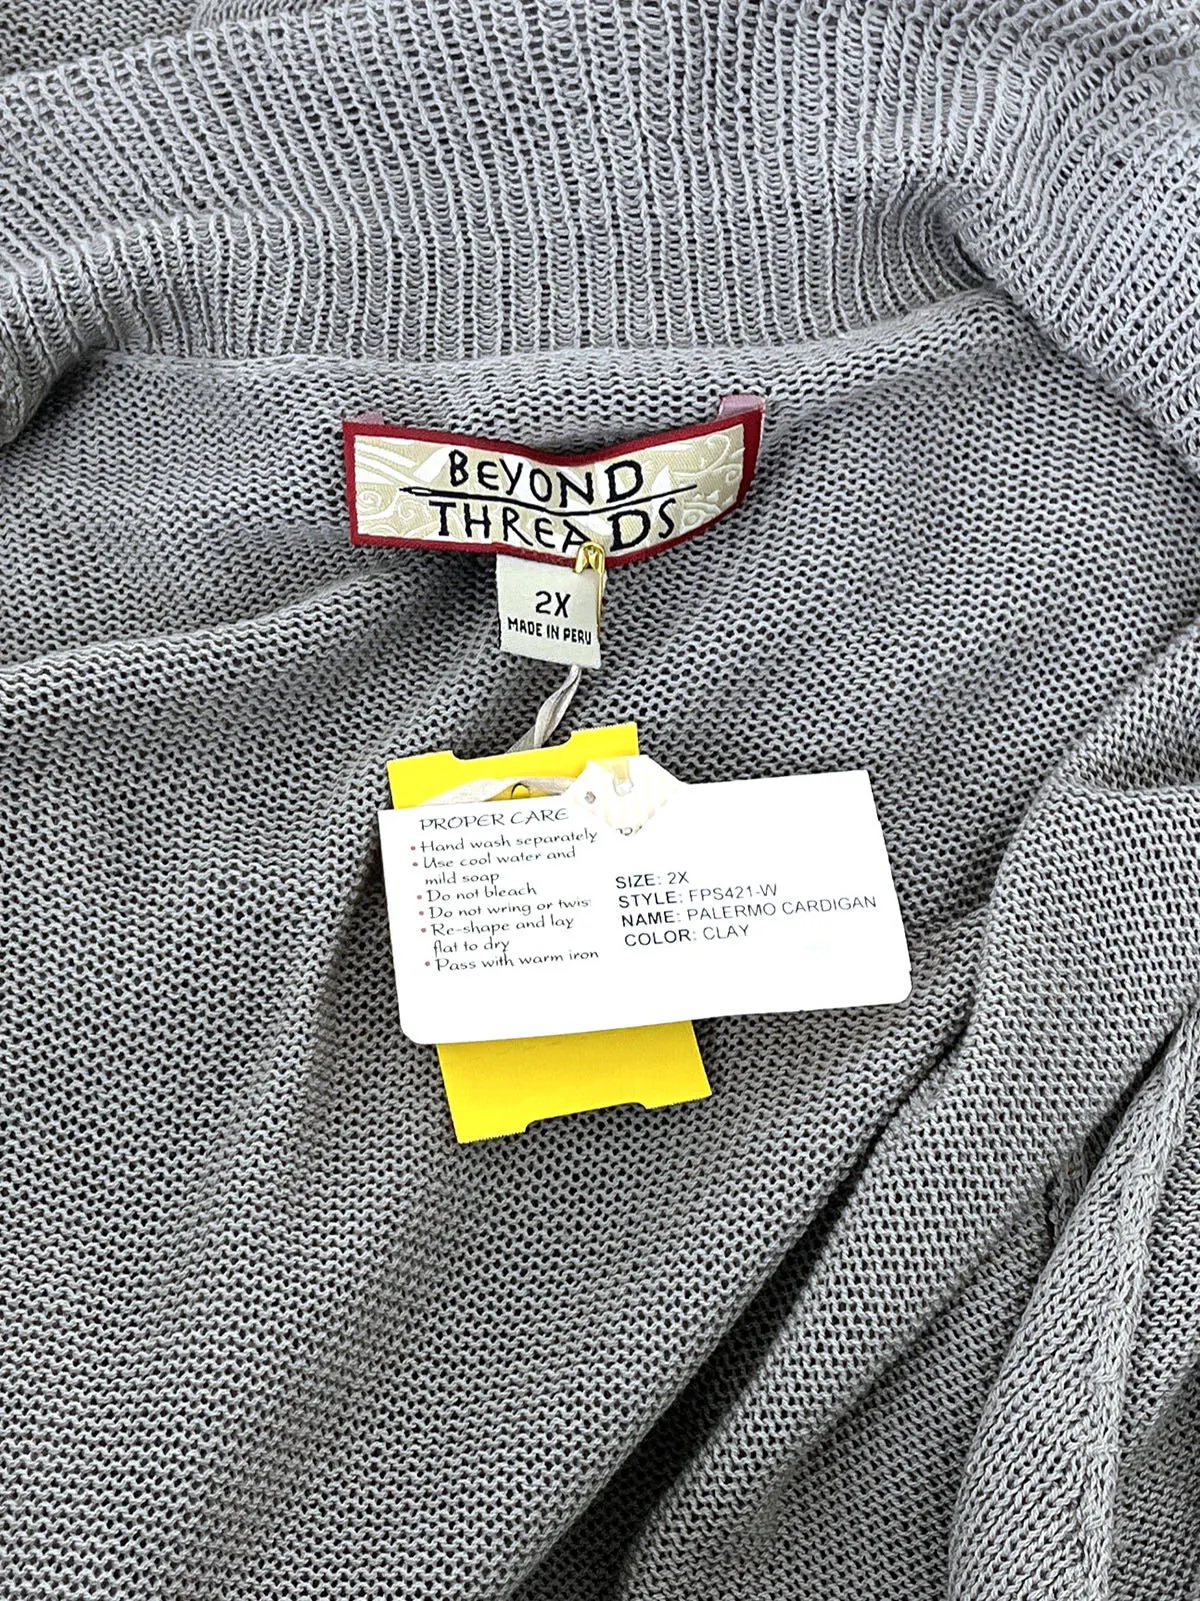 BEYOND
THREADS
2X
MADE IN PERU
PROPER CARE
• Hand wash separately
• Use cool water and
mild soap
• Do not bleach
• Do not wring or twis
• Re-shape and lay
flat to dry
• Pass with warm iron
SIZE: 2X
STYLE: FPS421-W
NAME: PALERMO CARDIGAN
COLOR: CLAY